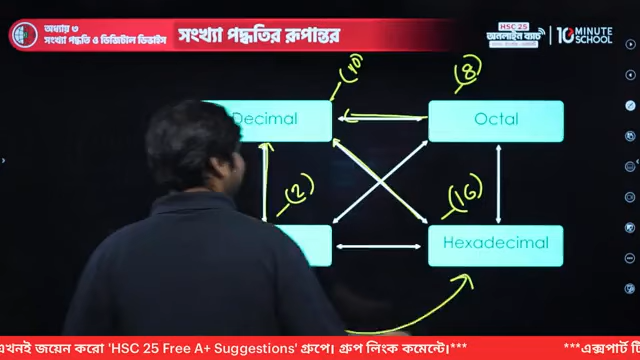 অধ্যায় ৩
সংখ্যা পদ্ধতি ও ডিজিটাল ডিভাইস
সংখ্যা পদ্ধতির রূপান্তর
HSC 25
অনলাইন ব্যাচ
10 MINUTE SCHOOL
(10)
(8)
Decimal
Octal
(2)
(16)
Hexadecimal
এখনই জয়েন করো 'HSC 25 Free A+ Suggestions' গ্রুপে। গ্রুপ লিংক কমেন্টে।*** ***এক্সপার্ট টি